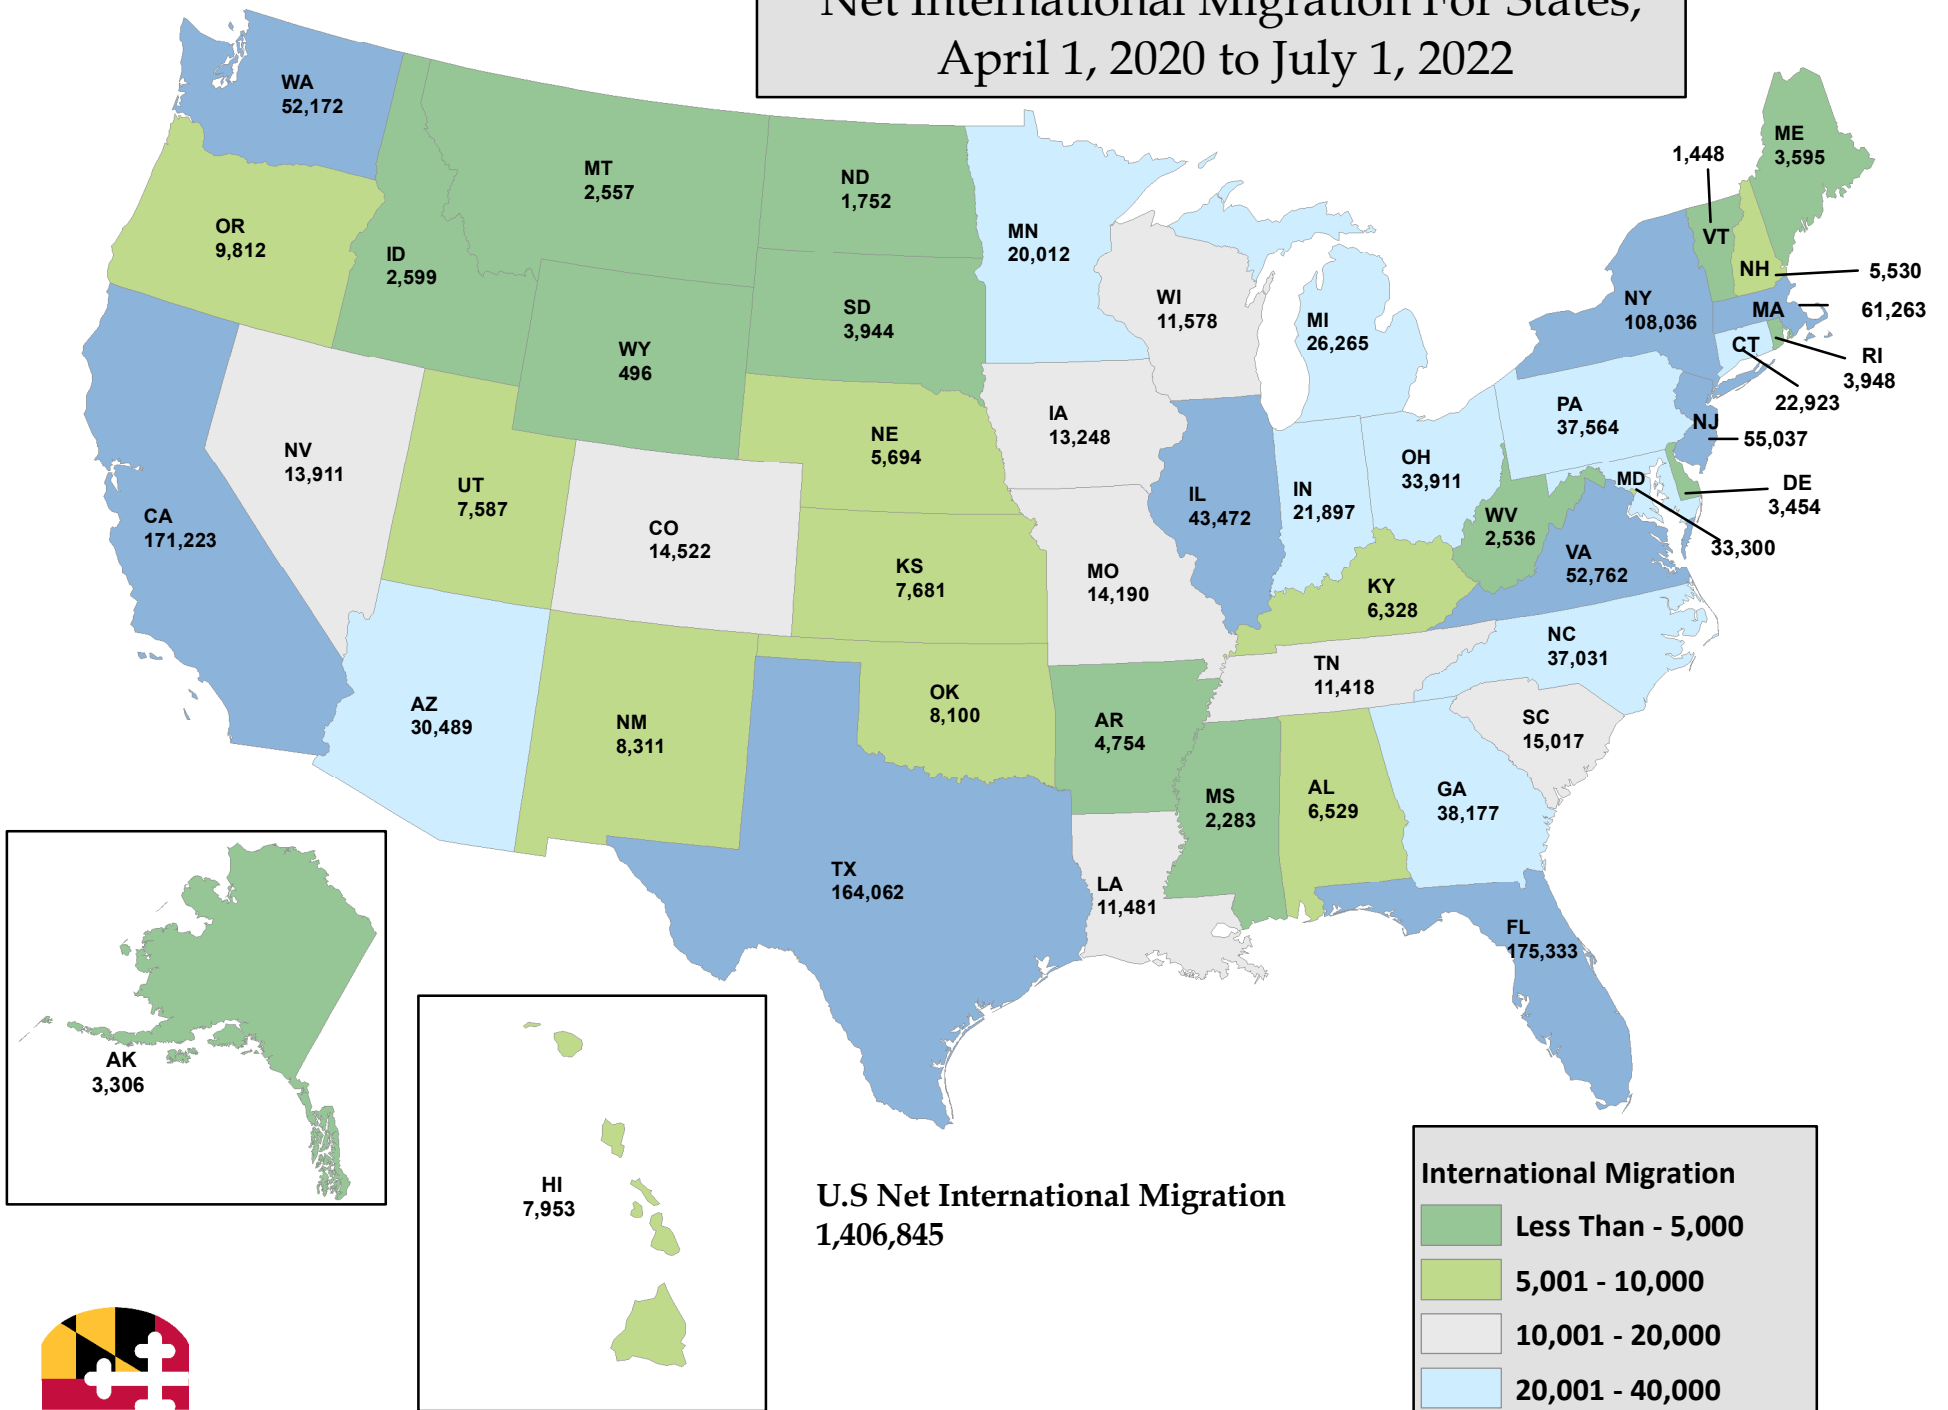 Net International Migration For States,
April 1, 2020 to July 1, 2022
WA
52,172
OR
9,812
ID
2,599
MT
2,557
ND
1,752
MN
20,012
SD
3,944
WY
496
WI
11,578
MI
26,265
1,448
VT
ME
3,595
NH
5,530
NY
108,036
MA
61,263
CT
22,923
RI
3,948
PA
37,564
NJ
55,037
DE
3,454
MD
33,300
IA
13,248
NE
5,694
NV
13,911
UT
7,587
CA
171,223
CO
14,522
KS
7,681
MO
14,190
IL
43,472
IN
21,897
OH
33,911
WV
2,536
VA
52,762
KY
6,328
NC
37,031
TN
11,418
SC
15,017
AZ
30,489
NM
8,311
OK
8,100
AR
4,754
MS
2,283
AL
6,529
GA
38,177
TX
164,062
LA
11,481
FL
175,333
AK
3,306
HI
7,953
U.S Net International Migration
1,406,845
International Migration
Less Than - 5,000
5,001 - 10,000
10,001 - 20,000
20,001 - 40,000